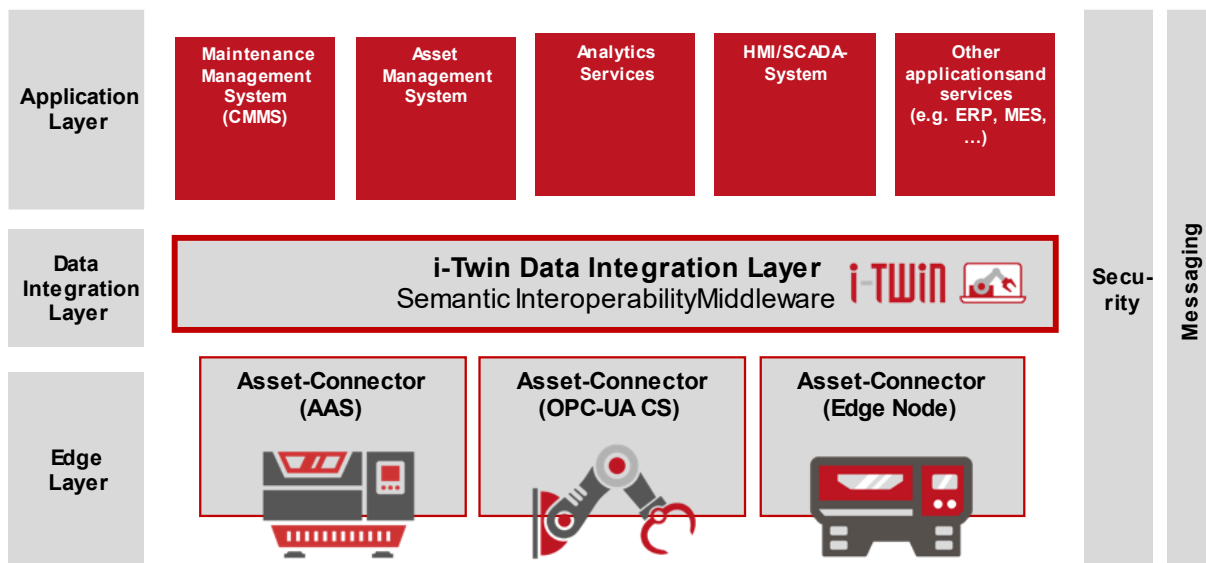 Application
Layer
Maintenance
Management
System
(CMMS)
Asset
Management
System
Analytics
Services
HMI/SCADA-
System
Other
applicationsand
services
(e.g. ERP, MES,
...)
Data
Integration
Layer
i-Twin Data Integration Layer
Semantic InteroperabilityMiddleware
i-TWiN
Edge
Layer
Asset-Connector
(AAS)
Asset-Connector
(OPC-UA CS)
Asset-Connector
(Edge Node)
Secu-
rity
Messaging